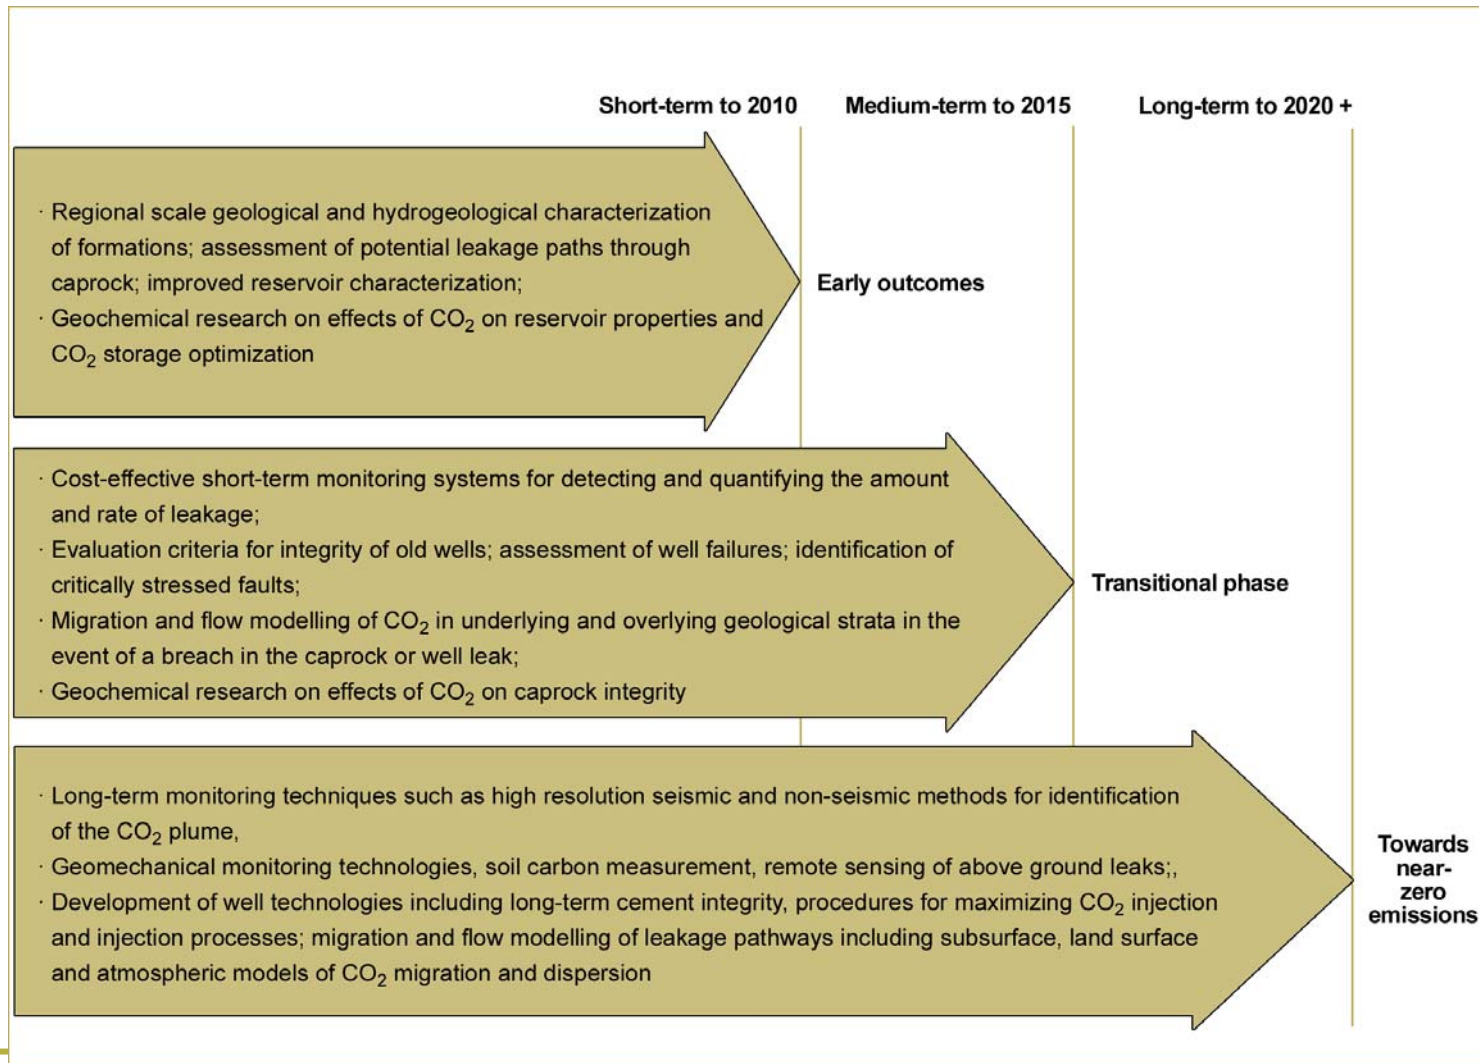 Short-term to 2010 Medium-term to 2015 Long-term to 2020 +
· Regional scale geological and hydrogeological characterization
of formations; assessment of potential leakage paths through
caprock; improved reservoir characterization;
· Geochemical research on effects of CO₂ on reservoir properties and
CO₂ storage optimization
Early outcomes
· Cost-effective short-term monitoring systems for detecting and quantifying the amount
and rate of leakage;
· Evaluation criteria for integrity of old wells; assessment of well failures; identification of
critically stressed faults;
· Migration and flow modelling of CO₂ in underlying and overlying geological strata in the
event of a breach in the caprock or well leak;
· Geochemical research on effects of CO₂ on caprock integrity
Transitional phase
· Long-term monitoring techniques such as high resolution seismic and non-seismic methods for identification
of the CO₂ plume,
· Geomechanical monitoring technologies, soil carbon measurement, remote sensing of above ground leaks;,
· Development of well technologies including long-term cement integrity, procedures for maximizing CO₂ injection
and injection processes; migration and flow modelling of leakage pathways including subsurface, land surface
and atmospheric models of CO₂ migration and dispersion
Towards
near-
zero
emissions